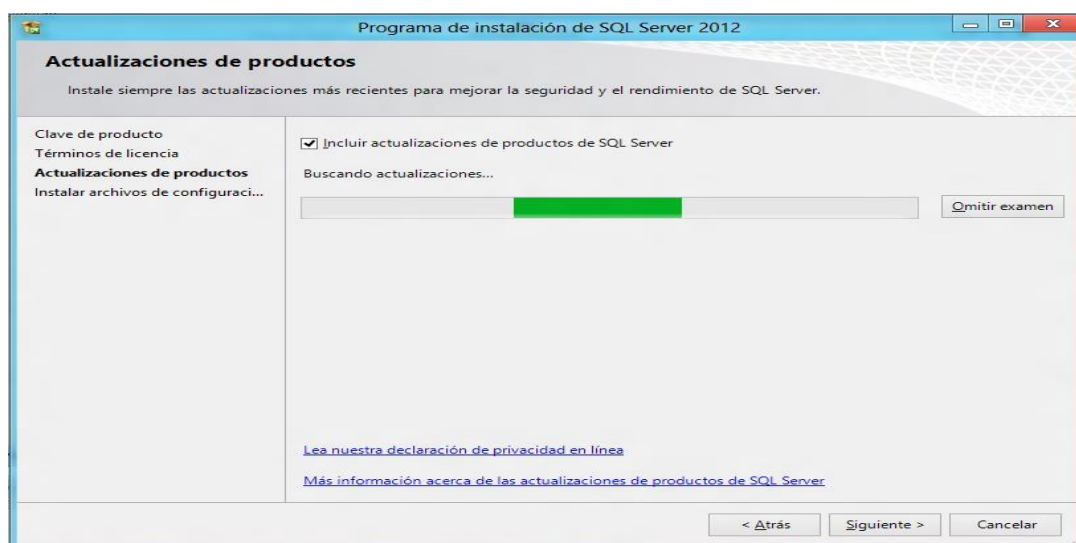 Programa de instalación de SQL Server 2012
Actualizaciones de productos
Instale siempre las actualizaciones más recientes para mejorar la seguridad y el rendimiento de SQL Server.
Clave de producto
Términos de licencia
Actualizaciones de productos
Instalar archivos de configuraci...
Incluir actualizaciones de productos de SQL Server
Buscando actualizaciones...
Omitir examen
Lea nuestra declaración de privacidad en línea
Más información acerca de las actualizaciones de productos de SQL Server
< Atrás
Siguiente >
Cancelar